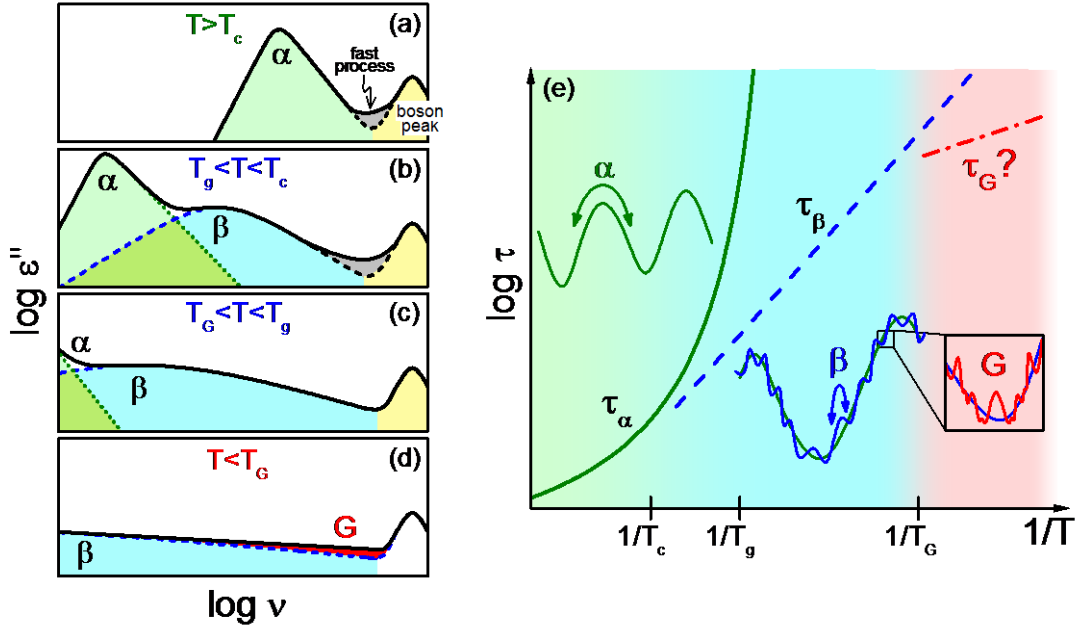 T>Tc
(a)
α
fast
process
boson
peak
Tg<T<Tc
(b)
α
β
TG<T<Tg
(c)
α
β
T<TG
(d)
G
β
log ε''
log ν
(e)
log τ
α
τα
τβ
τG?
β
G
1/Tc
1/Tg
1/TG
1/T